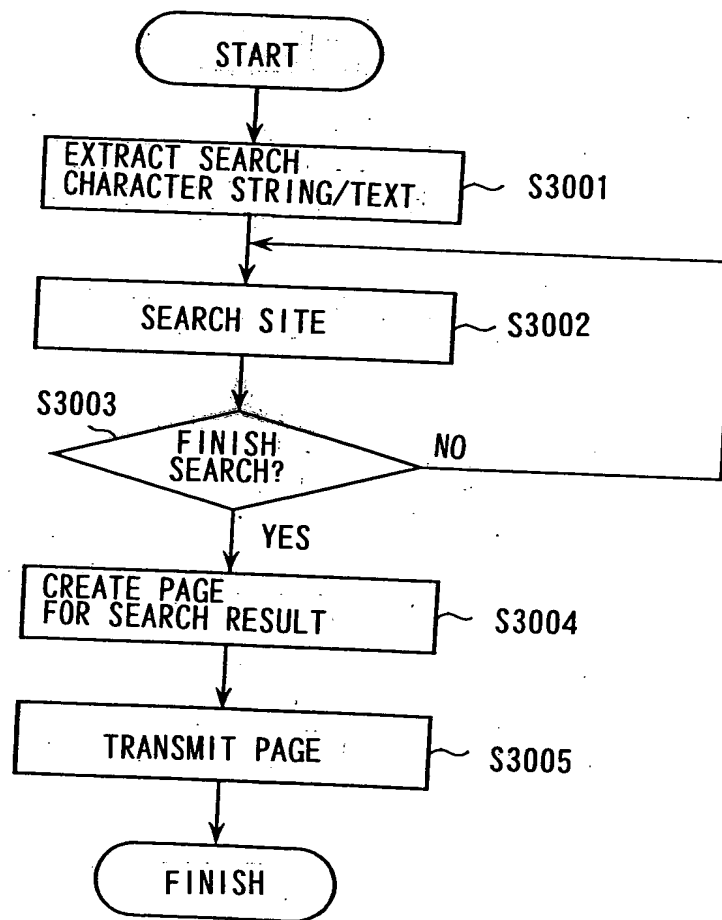 START
EXTRACT SEARCH
CHARACTER STRING/TEXT
S3001
SEARCH SITE
S3002
S3003
FINISH
SEARCH?
NO
YES
CREATE PAGE
FOR SEARCH RESULT
S3004
TRANSMIT PAGE
S3005
FINISH